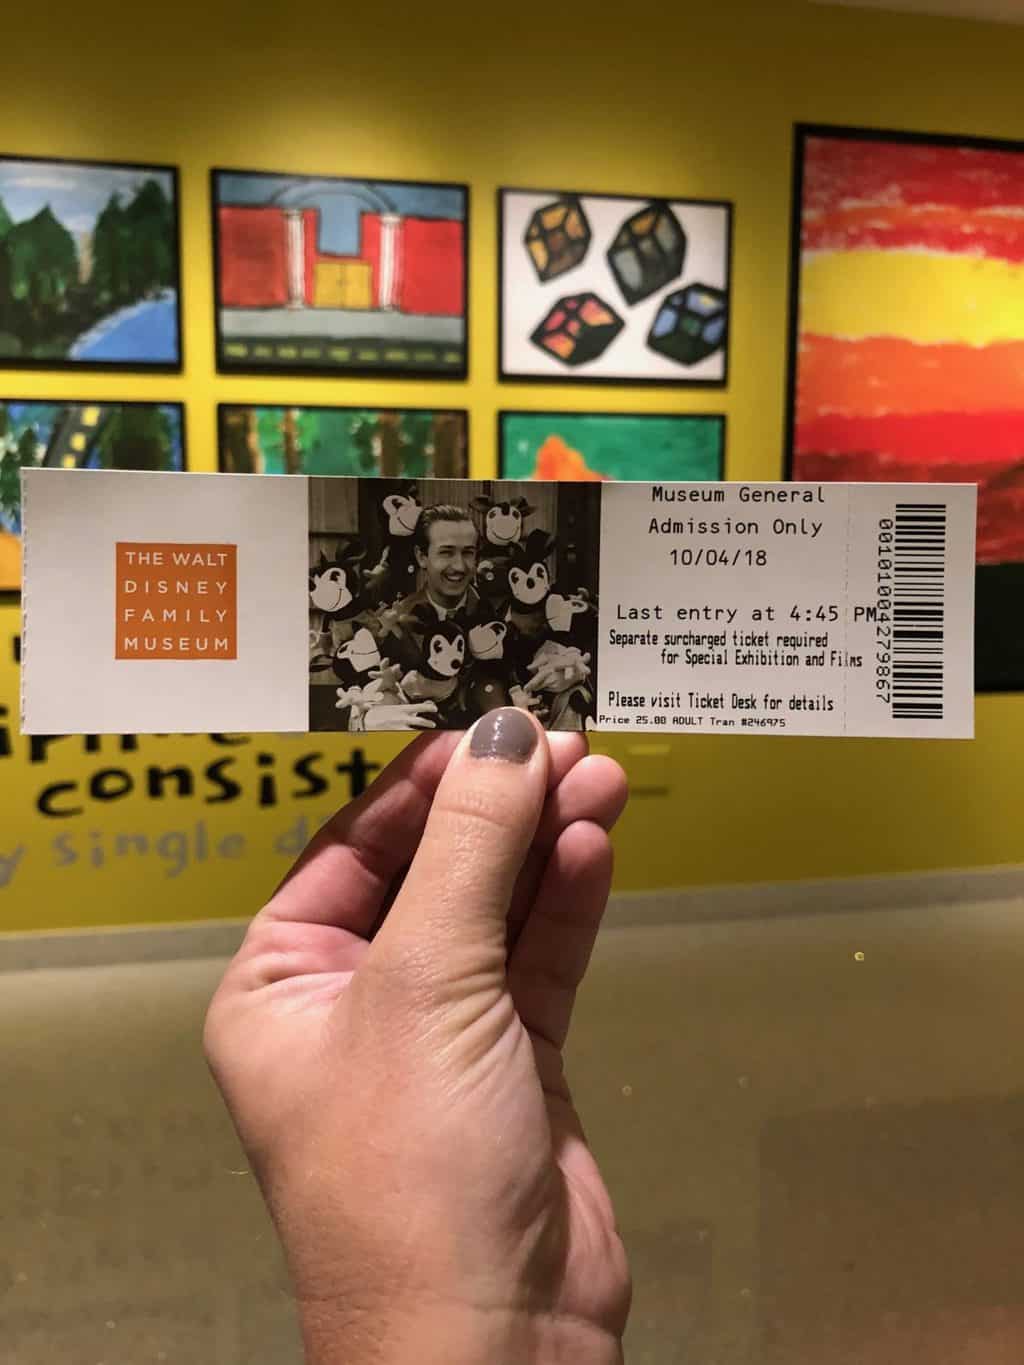 THE WALT
DISNEY
FAMILY
MUSEUM
Museum General
Admission Only
10/04/18
Last entry at 4:45 PM
Separate surcharged ticket required
for Special Exhibition and Films
Please visit Ticket Desk for details
Price 25.00 ADULT Tran #246975
00101004279867
consist
single